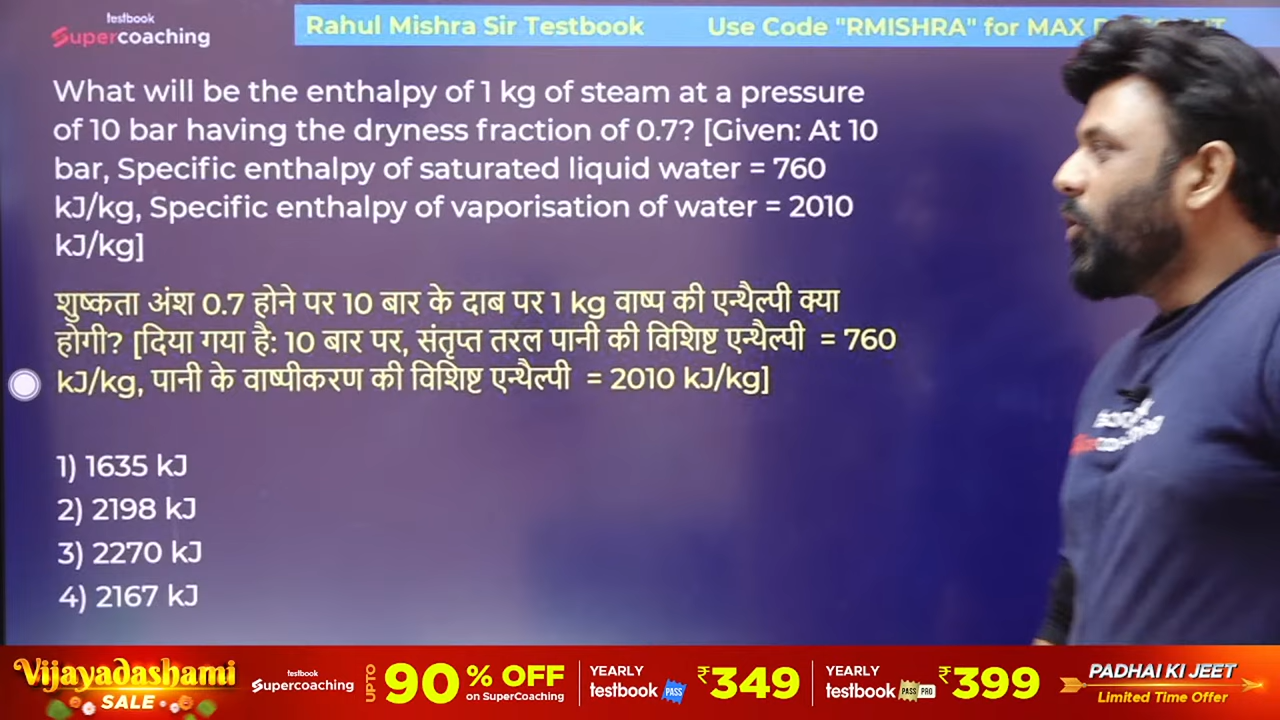 testbook
Supercoaching
Rahul Mishra Sir Testbook
Use Code "RMISHRA" for MAX
What will be the enthalpy of 1 kg of steam at a pressure
of 10 bar having the dryness fraction of 0.7? [Given: At 10
bar, Specific enthalpy of saturated liquid water = 760
kJ/kg, Specific enthalpy of vaporisation of water = 2010
kJ/kg]
शुष्कता अंश 0.7 होने पर 10 बार के दाब पर 1 kg वाष्प की एन्थैल्पी क्या
होगी? [दिया गया है: 10 बार पर, संतृप्त तरल पानी की विशिष्ट एन्थैल्पी = 760
kJ/kg, पानी के वाष्पीकरण की विशिष्ट एन्थैल्पी = 2010 kJ/kg]
1) 1635 kJ
2) 2198 kJ
3) 2270 kJ
4) 2167 kJ
Vijayadashami
SALE
testbook
Supercoaching
UPTO
90% OFF
on SuperCoaching
YEARLY
testbook PASS
₹349
YEARLY
testbook PASS PRO
₹399
PADHAI KI JEET
Limited Time Offer